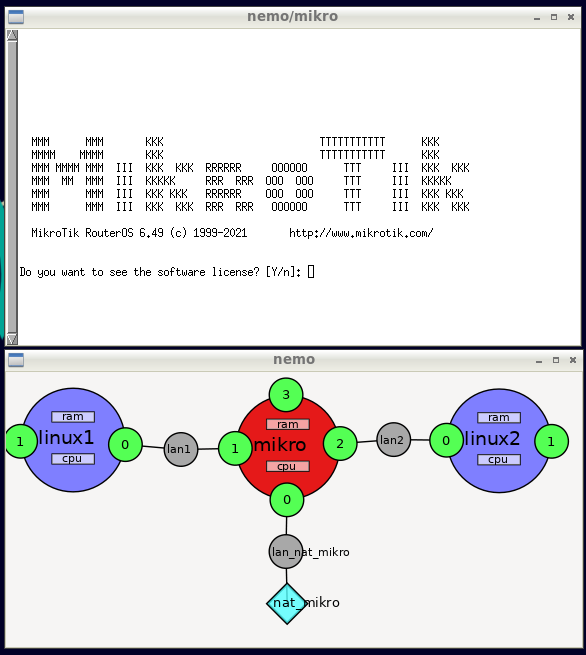 nemo/mikro
MMM      MMM       KKK                          TTTTTTTTTTT      KKK
MMMM    MMMM       KKK                          TTTTTTTTTTT      KKK
MMM MMMM MMM  III  KKK  KKK  RRRRRR     OOOOOO      TTT     III  KKK  KKK
MMM  MM  MMM  III  KKKKK     RRR  RRR  OOO  OOO     TTT     III  KKKKK
MMM      MMM  III  KKK KKK   RRRRRR    OOO  OOO     TTT     III  KKK KKK
MMM      MMM  III  KKK  KKK  RRR  RRR   OOOOOO      TTT     III  KKK  KKK
MikroTik RouterOS 6.49 (c) 1999-2021       http://www.mikrotik.com/
Do you want to see the software license? [Y/n]:
nemo
3
ram
ram
ram
1
linux1
0
lan1
1
mikro
2
lan2
0
linux2
1
cpu
cpu
cpu
0
lan_nat_mikro
nat_mikro